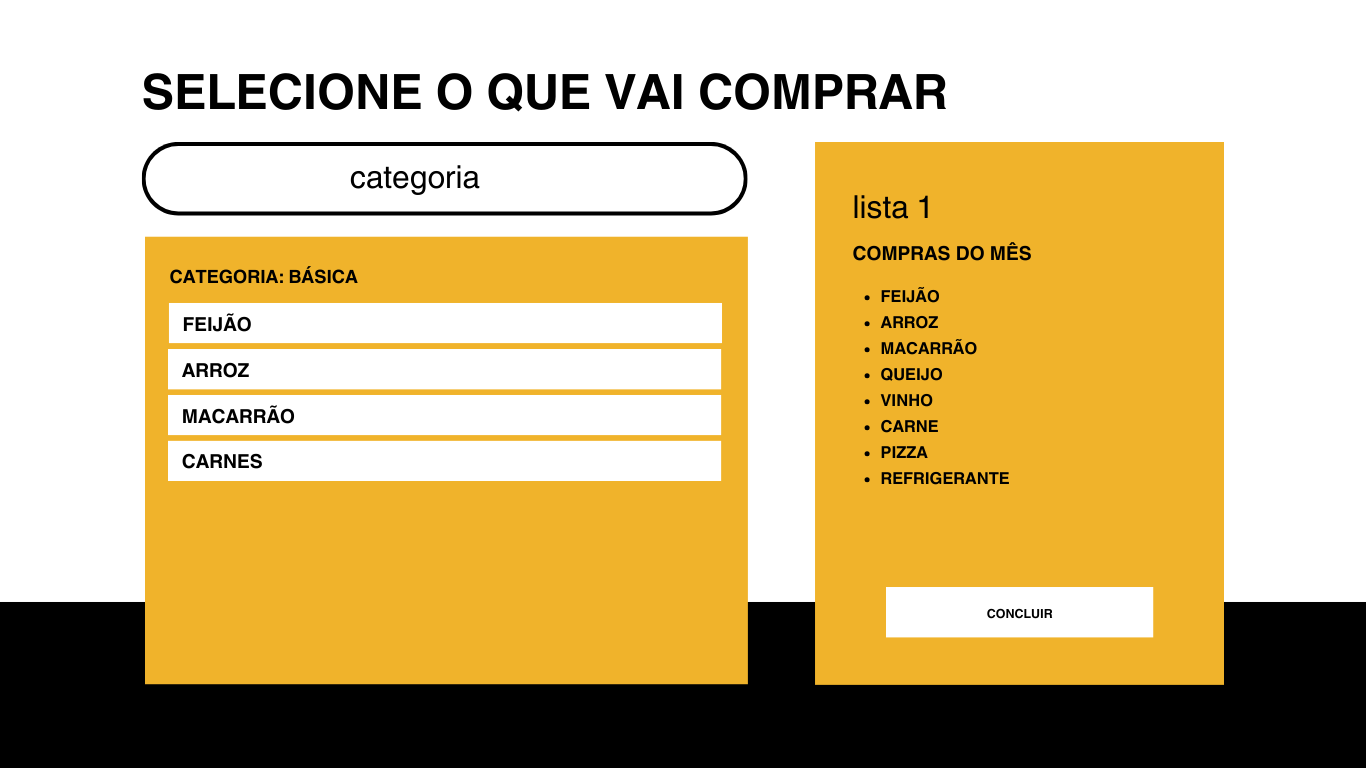 SELECIONE O QUE VAI COMPRAR
categoria
CATEGORIA: BÁSICA
FEIJÃO
ARROZ
MACARRÃO
CARNES
lista 1
COMPRAS DO MÊS
• FEIJÃO
• ARROZ
• MACARRÃO
• QUEIJO
• VINHO
• CARNE
• PIZZA
• REFRIGERANTE
CONCLUIR